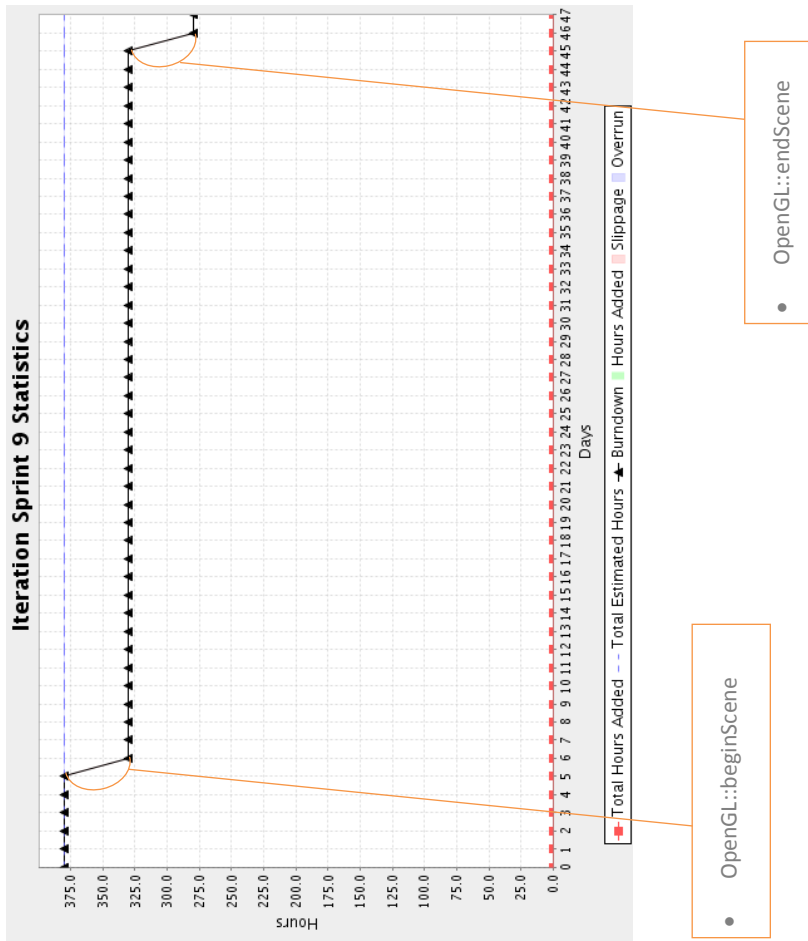 Iteration Sprint 9 Statistics
Hours
375.0
350.0
325.0
300.0
275.0
250.0
225.0
200.0
175.0
150.0
125.0
100.0
75.0
50.0
25.0
0.0
0 1 2 3 4 5 6 7 8 9 10 11 12 13 14 15 16 17 18 19 20 21 22 23 24 25 26 27 28 29 30 31 32 33 34 35 36 37 38 39 40 41 42 43 44 45 46 47
Days
Total Hours Added Total Estimated Hours Burndown Hours Added Slippage Overrun
• OpenGL::beginScene
• OpenGL::endScene